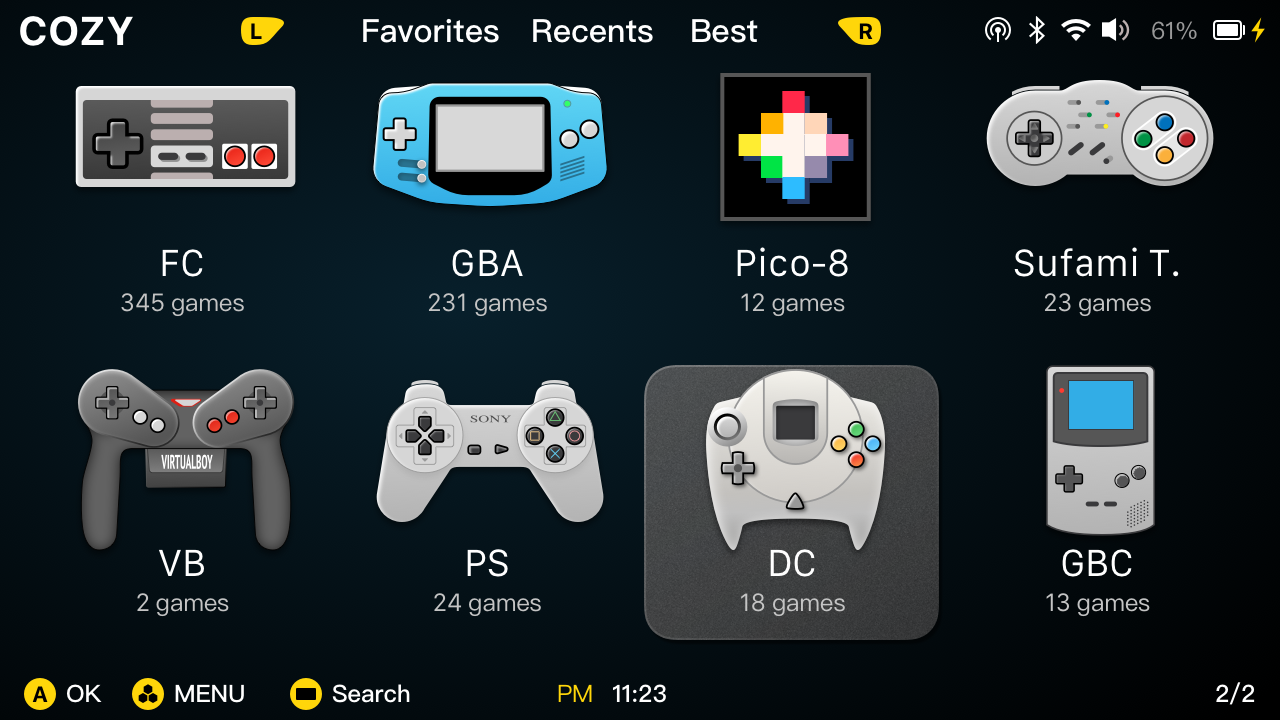 COZY L Favorites Recents Best R 61%
FC GBA Pico-8 Sufami T.
345 games 231 games 12 games 23 games
SONY
VIRTUALBOY
VB PS DC GBC
2 games 24 games 18 games 13 games
A OK MENU Search PM 11:23 2/2